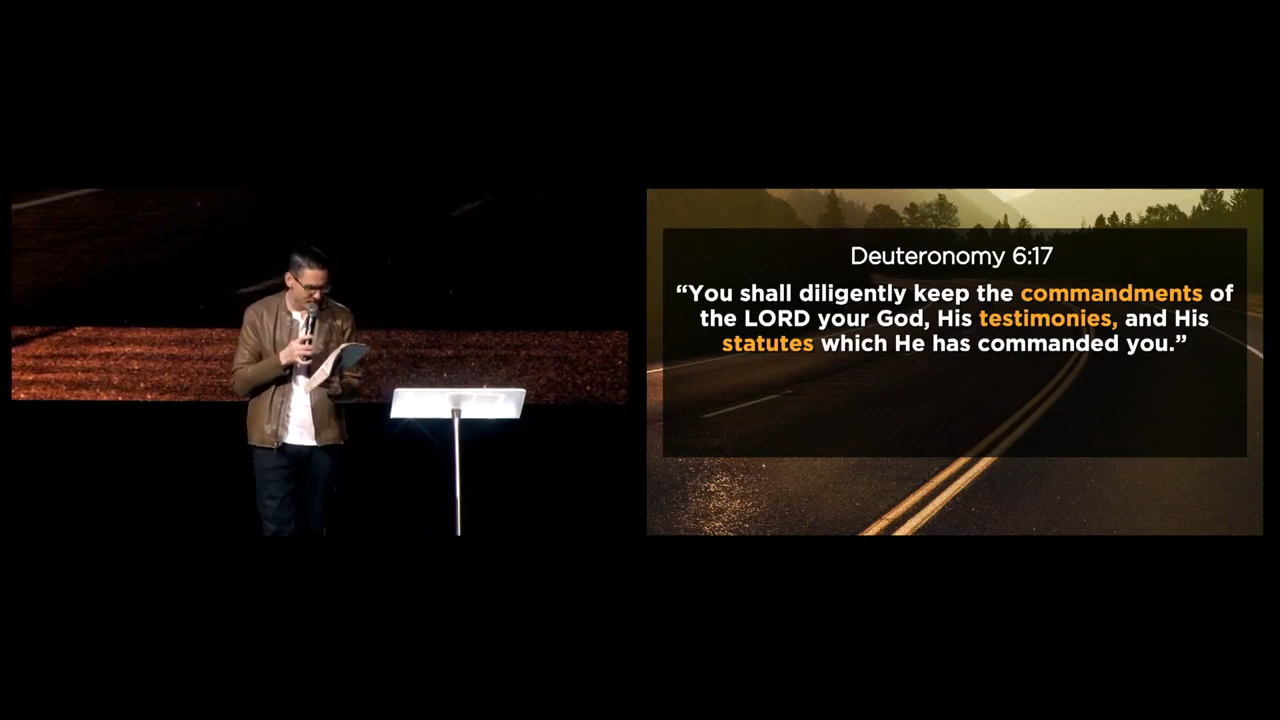 Deuteronomy 6:17
“You shall diligently keep the commandments of
the LORD your God, His testimonies, and His
statutes which He has commanded you.”